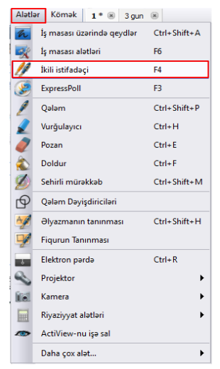 Alətlər Kömək 1 * 3 gun
İş masası üzərində qeydlər Ctrl+Shift+A
İş masası alətləri F6
İkili istifadəçi F4
ExpressPoll F3
Qələm Ctrl+Shift+P
Vurğulayıcı Ctrl+H
Pozan Ctrl+E
Doldur Ctrl+F
Sehirli mürəkkəb Ctrl+Shift+M
Qələm Dəyişdiriciləri
Əlyazmanın tanınması Ctrl+Shift+H
Fiqurun Tanınması
Elektron pərdə Ctrl+R
Proyektor
Kamera
Riyaziyyat alətləri
ActiView-nu işə sal
Daha çox alət...